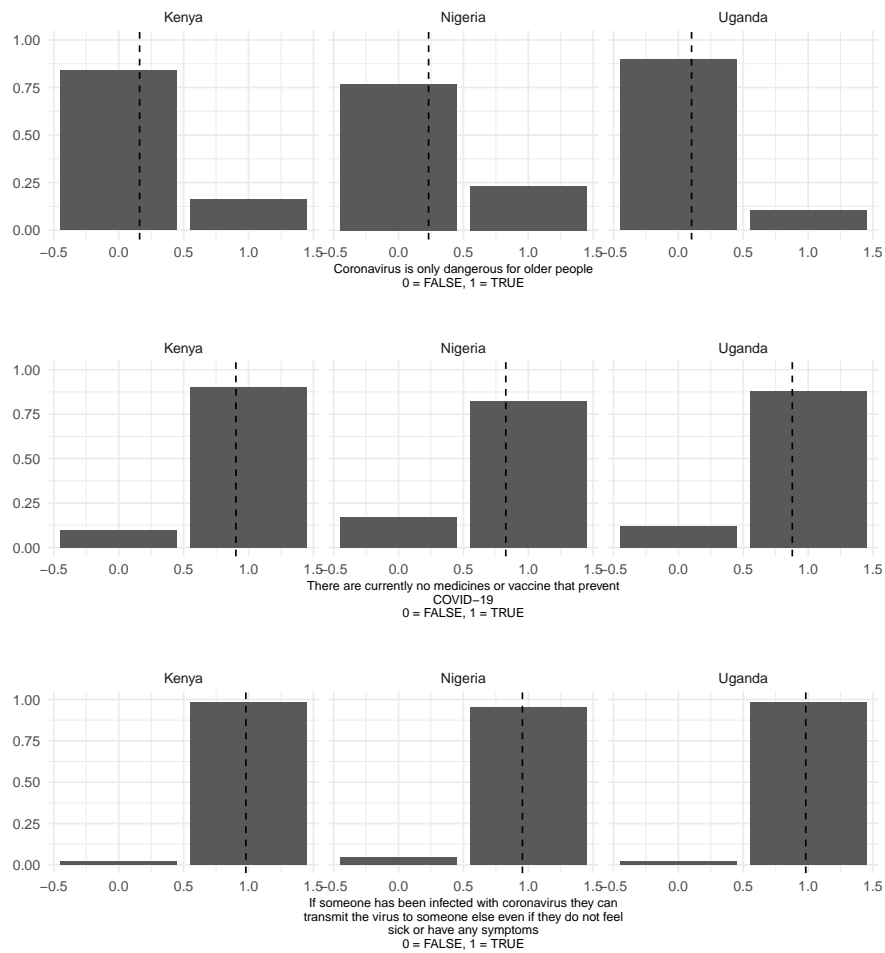 Kenya Nigeria Uganda
1.00
0.75
0.50
0.25
0.00
−0.5 0.0 0.5 1.0 1.5 −0.5 0.0 0.5 1.0 1.5 −0.5 0.0 0.5 1.0 1.5
Coronavirus is only dangerous for older people
0 = FALSE, 1 = TRUE
Kenya Nigeria Uganda
1.00
0.75
0.50
0.25
0.00
−0.5 0.0 0.5 1.0 1.5 −0.5 0.0 0.5 1.0 1.5 −0.5 0.0 0.5 1.0 1.5
There are currently no medicines or vaccine that prevent
COVID−19
0 = FALSE, 1 = TRUE
Kenya Nigeria Uganda
1.00
0.75
0.50
0.25
0.00
−0.5 0.0 0.5 1.0 1.5 −0.5 0.0 0.5 1.0 1.5 −0.5 0.0 0.5 1.0 1.5
If someone has been infected with coronavirus they can
transmit the virus to someone else even if they do not feel
sick or have any symptoms
0 = FALSE, 1 = TRUE